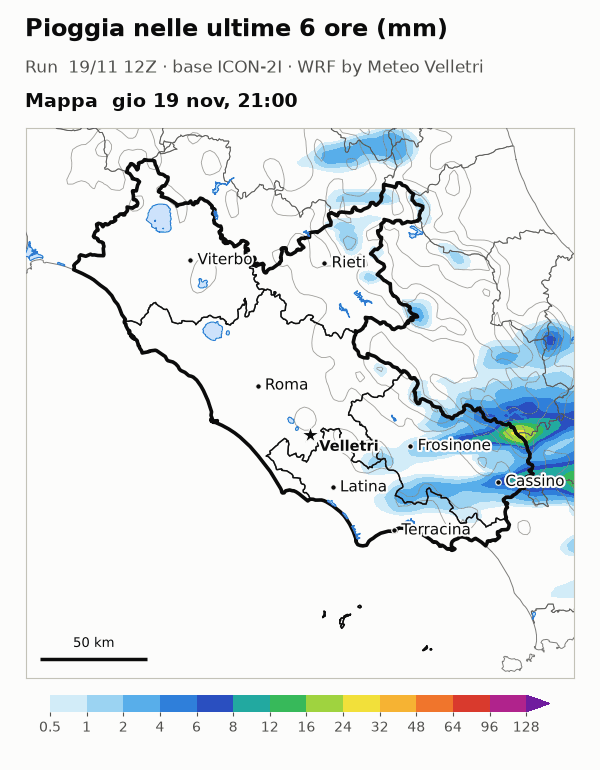 Pioggia nelle ultime 6 ore (mm)
Run 19/11 12Z · base ICON-2I · WRF by Meteo Velletri
Mappa gio 19 nov, 21:00
Viterbo
Rieti
Roma
Velletri
Frosinone
Latina
Cassino
Terracina
50 km
0.5 1 2 4 6 8 12 16 24 32 48 64 96 128